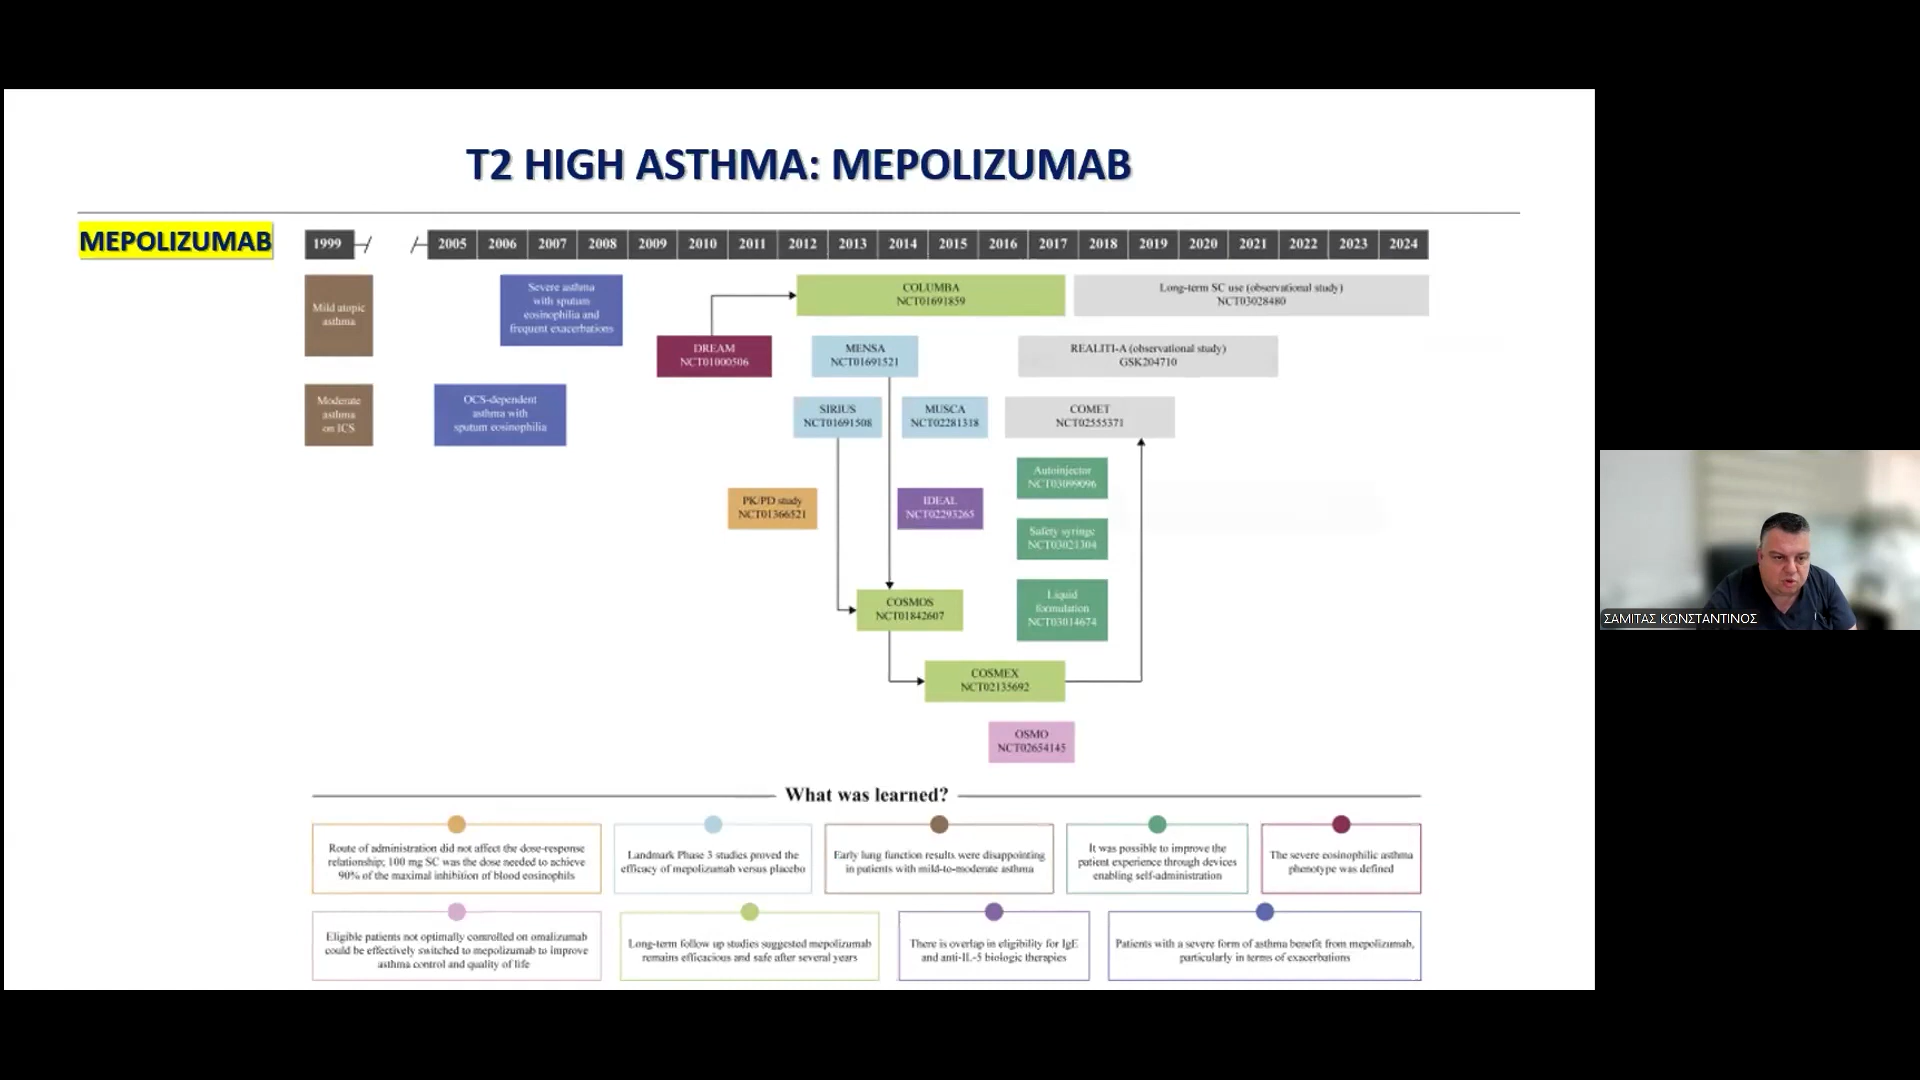 T2 HIGH ASTHMA: MEPOLIZUMAB
MEPOLIZUMAB
1999 2005 2006 2007 2008 2009 2010 2011 2012 2013 2014 2015 2016 2017 2018 2019 2020 2021 2022 2023 2024
Mild atopic
asthma
Severe asthma
with sputum
eosinophilia and
frequent exacerbations
COLUMBA
NCT01691859
Long-term SC use (observational study)
NCT03028480
DREAM
NCT01000506
MENSA
NCT01691521
REALITI-A (observational study)
GSK204710
Moderate
asthma
on ICS
OCS-dependent
asthma with
sputum eosinophilia
SIRIUS
NCT01691508
MUSCA
NCT02281318
COMET
NCT02555371
Autoinjector
NCT03099096
PK/PD study
NCT01366521
IDEAL
NCT02293265
Safety syringe
NCT03021304
COSMOS
NCT01842607
Liquid
formulation
NCT03014674
COSMEX
NCT02135692
OSMO
NCT02654145
What was learned?
Route of administration did not affect the dose-response
relationship; 100 mg SC was the dose needed to achieve
90% of the maximal inhibition of blood eosinophils
Landmark Phase 3 studies proved the
efficacy of mepolizumab versus placebo
Early lung function results were disappointing
in patients with mild-to-moderate asthma
It was possible to improve the
patient experience through devices
enabling self-administration
The severe eosinophilic asthma
phenotype was defined
Eligible patients not optimally controlled on omalizumab
could be effectively switched to mepolizumab to improve
asthma control and quality of life
Long-term follow up studies suggested mepolizumab
remains efficacious and safe after several years
There is overlap in eligibility for IgE
and anti-IL-5 biologic therapies
Patients with a severe form of asthma benefit from mepolizumab,
particularly in terms of exacerbations
ΣΑΜΙΤΑΣ ΚΩΝΣΤΑΝΤΙΝΟΣ